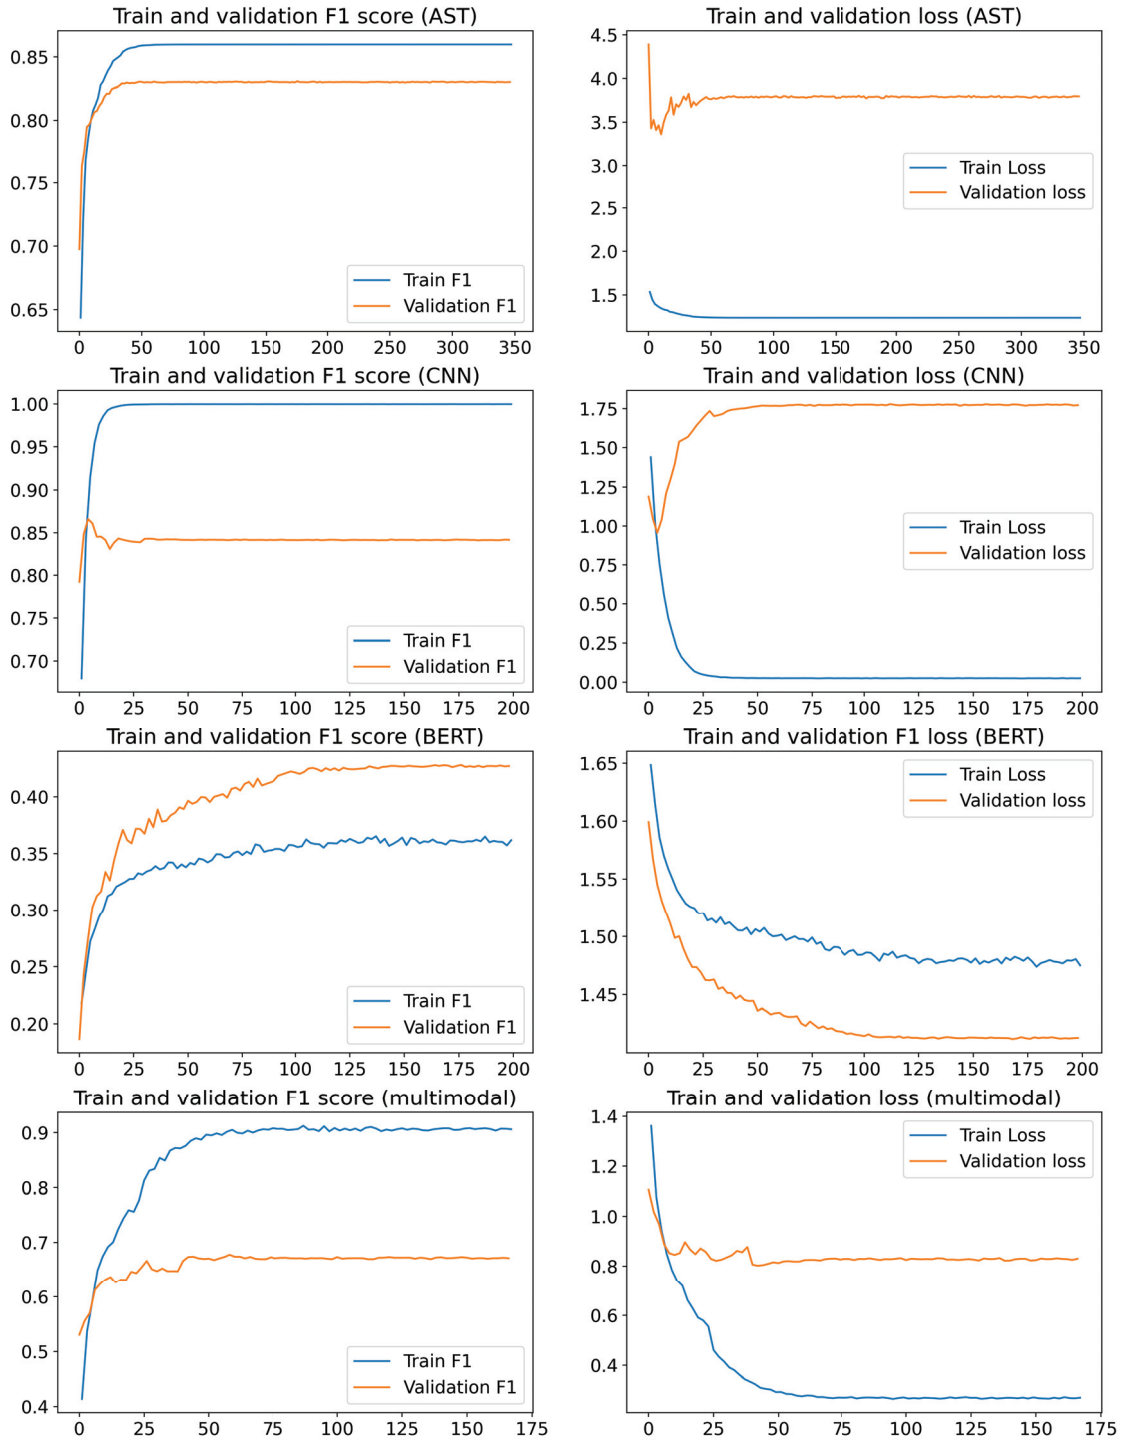 Train and validation F1 score (AST)
0.85
0.80
0.75
0.70
0.65
Train F1
Validation F1
0 50 100 150 200 250 300 350
Train and validation loss (AST)
4.5
4.0
3.5
3.0
2.5
2.0
1.5
Train Loss
Validation loss
0 50 100 150 200 250 300 350
Train and validation F1 score (CNN)
1.00
0.95
0.90
0.85
0.80
0.75
0.70
Train F1
Validation F1
0 25 50 75 100 125 150 175 200
Train and validation loss (CNN)
1.75
1.50
1.25
1.00
0.75
0.50
0.25
0.00
Train Loss
Validation loss
0 25 50 75 100 125 150 175 200
Train and validation F1 score (BERT)
0.40
0.35
0.30
0.25
0.20
Train F1
Validation F1
0 25 50 75 100 125 150 175 200
Train and validation F1 loss (BERT)
1.65
1.60
1.55
1.50
1.45
Train Loss
Validation loss
0 25 50 75 100 125 150 175 200
Train and validation F1 score (multimodal)
0.9
0.8
0.7
0.6
0.5
0.4
Train F1
Validation F1
0 25 50 75 100 125 150 175
Train and validation loss (multimodal)
1.4
1.2
1.0
0.8
0.6
0.4
Train Loss
Validation loss
0 25 50 75 100 125 150 175